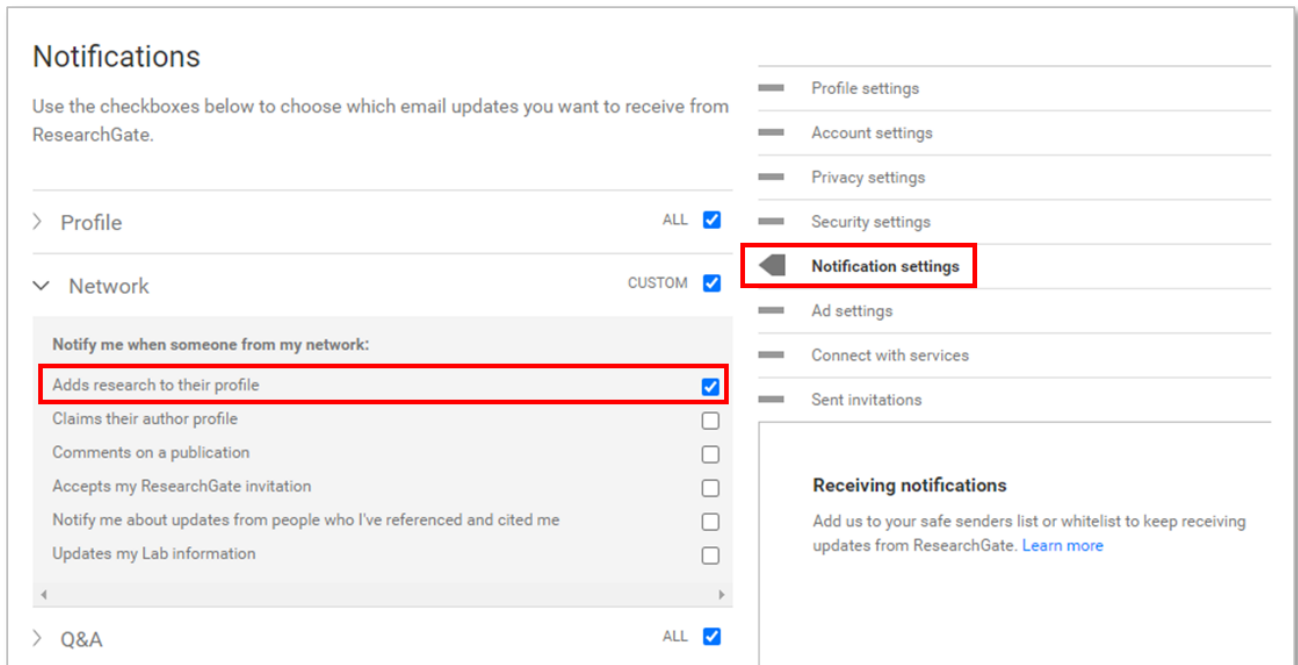 Notifications
Use the checkboxes below to choose which email updates you want to receive from
ResearchGate.
Profile
ALL
Network
CUSTOM
Notify me when someone from my network:
Adds research to their profile
Claims their author profile
Comments on a publication
Accepts my ResearchGate invitation
Notify me about updates from people who I've referenced and cited me
Updates my Lab information
Q&A
ALL
Profile settings
Account settings
Privacy settings
Security settings
Notification settings
Ad settings
Connect with services
Sent invitations
Receiving notifications
Add us to your safe senders list or whitelist to keep receiving
updates from ResearchGate. Learn more